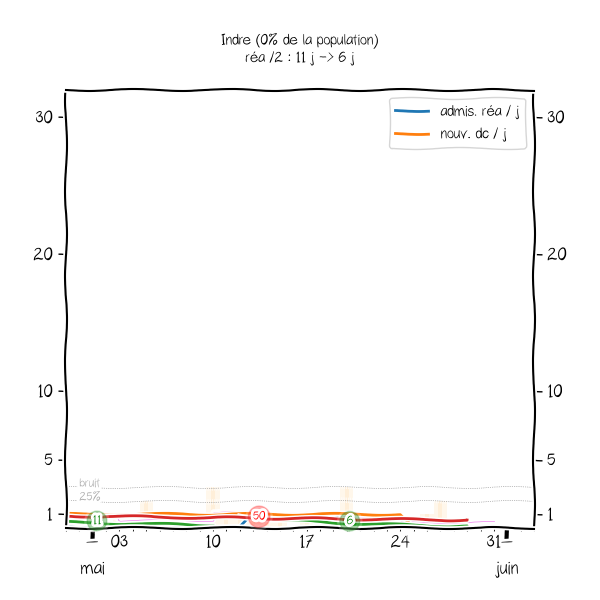 Indre (0% de la population)
réa /2 : 11 j -> 6 j
admis. réa / j
nouv. dc / j
30
30
20
20
10
10
5
5
bruit
25%
1
1
11
50
6
03
10
17
24
31
mai
juin